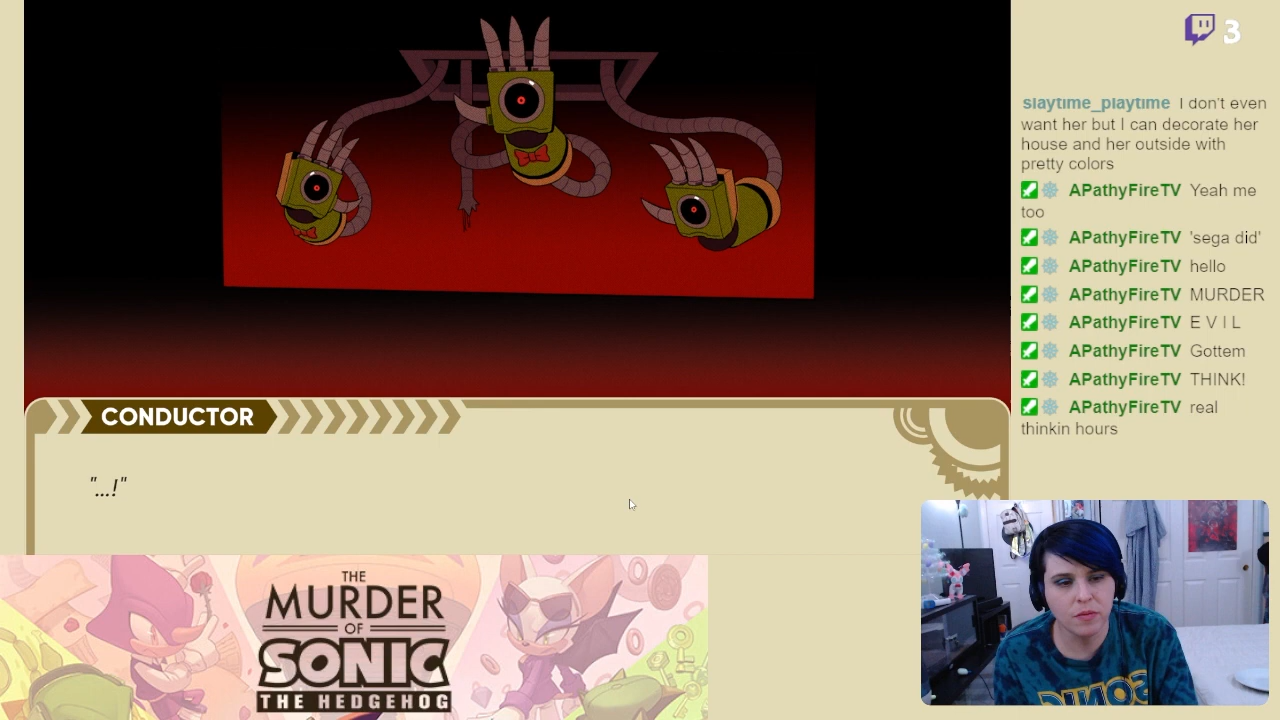 3
slaytime_playtime I don't even
want her but I can decorate her
house and her outside with
pretty colors
APathyFireTV Yeah me
too
APathyFireTV 'sega did'
APathyFireTV hello
APathyFireTV MURDER
APathyFireTV E V I L
APathyFireTV Gottem
APathyFireTV THINK!
APathyFireTV real
thinkin hours
CONDUCTOR
"...!"
THE
MURDER
OF
SONIC
THE HEDGEHOG
SONIC